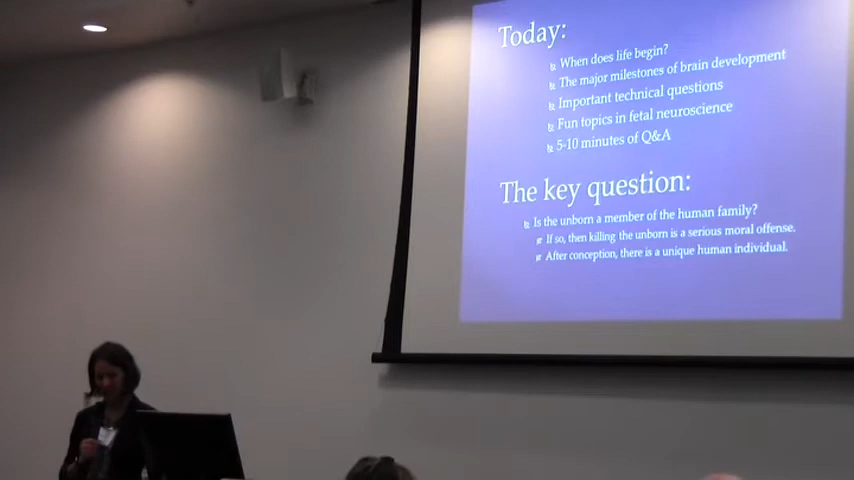 Today:
When does life begin?
The major milestones of brain development
Important technical questions
Fun topics in fetal neuroscience
5-10 minutes of Q&A
The key question:
Is the unborn a member of the human family?
If so, then killing the unborn is a serious moral offense.
After conception, there is a unique human individual.